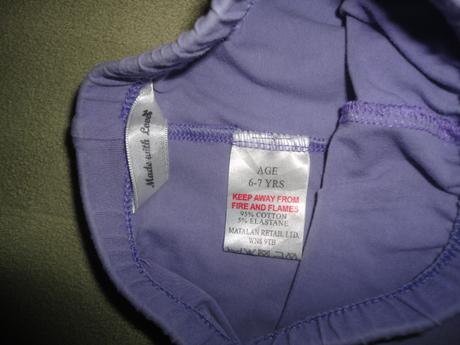 Made with Love
AGE
6-7 YRS
KEEP AWAY FROM
FIRE AND FLAMES
95% COTTON
5% ELASTANE
MATALAN RETAIL LTD.
WN8 9TB